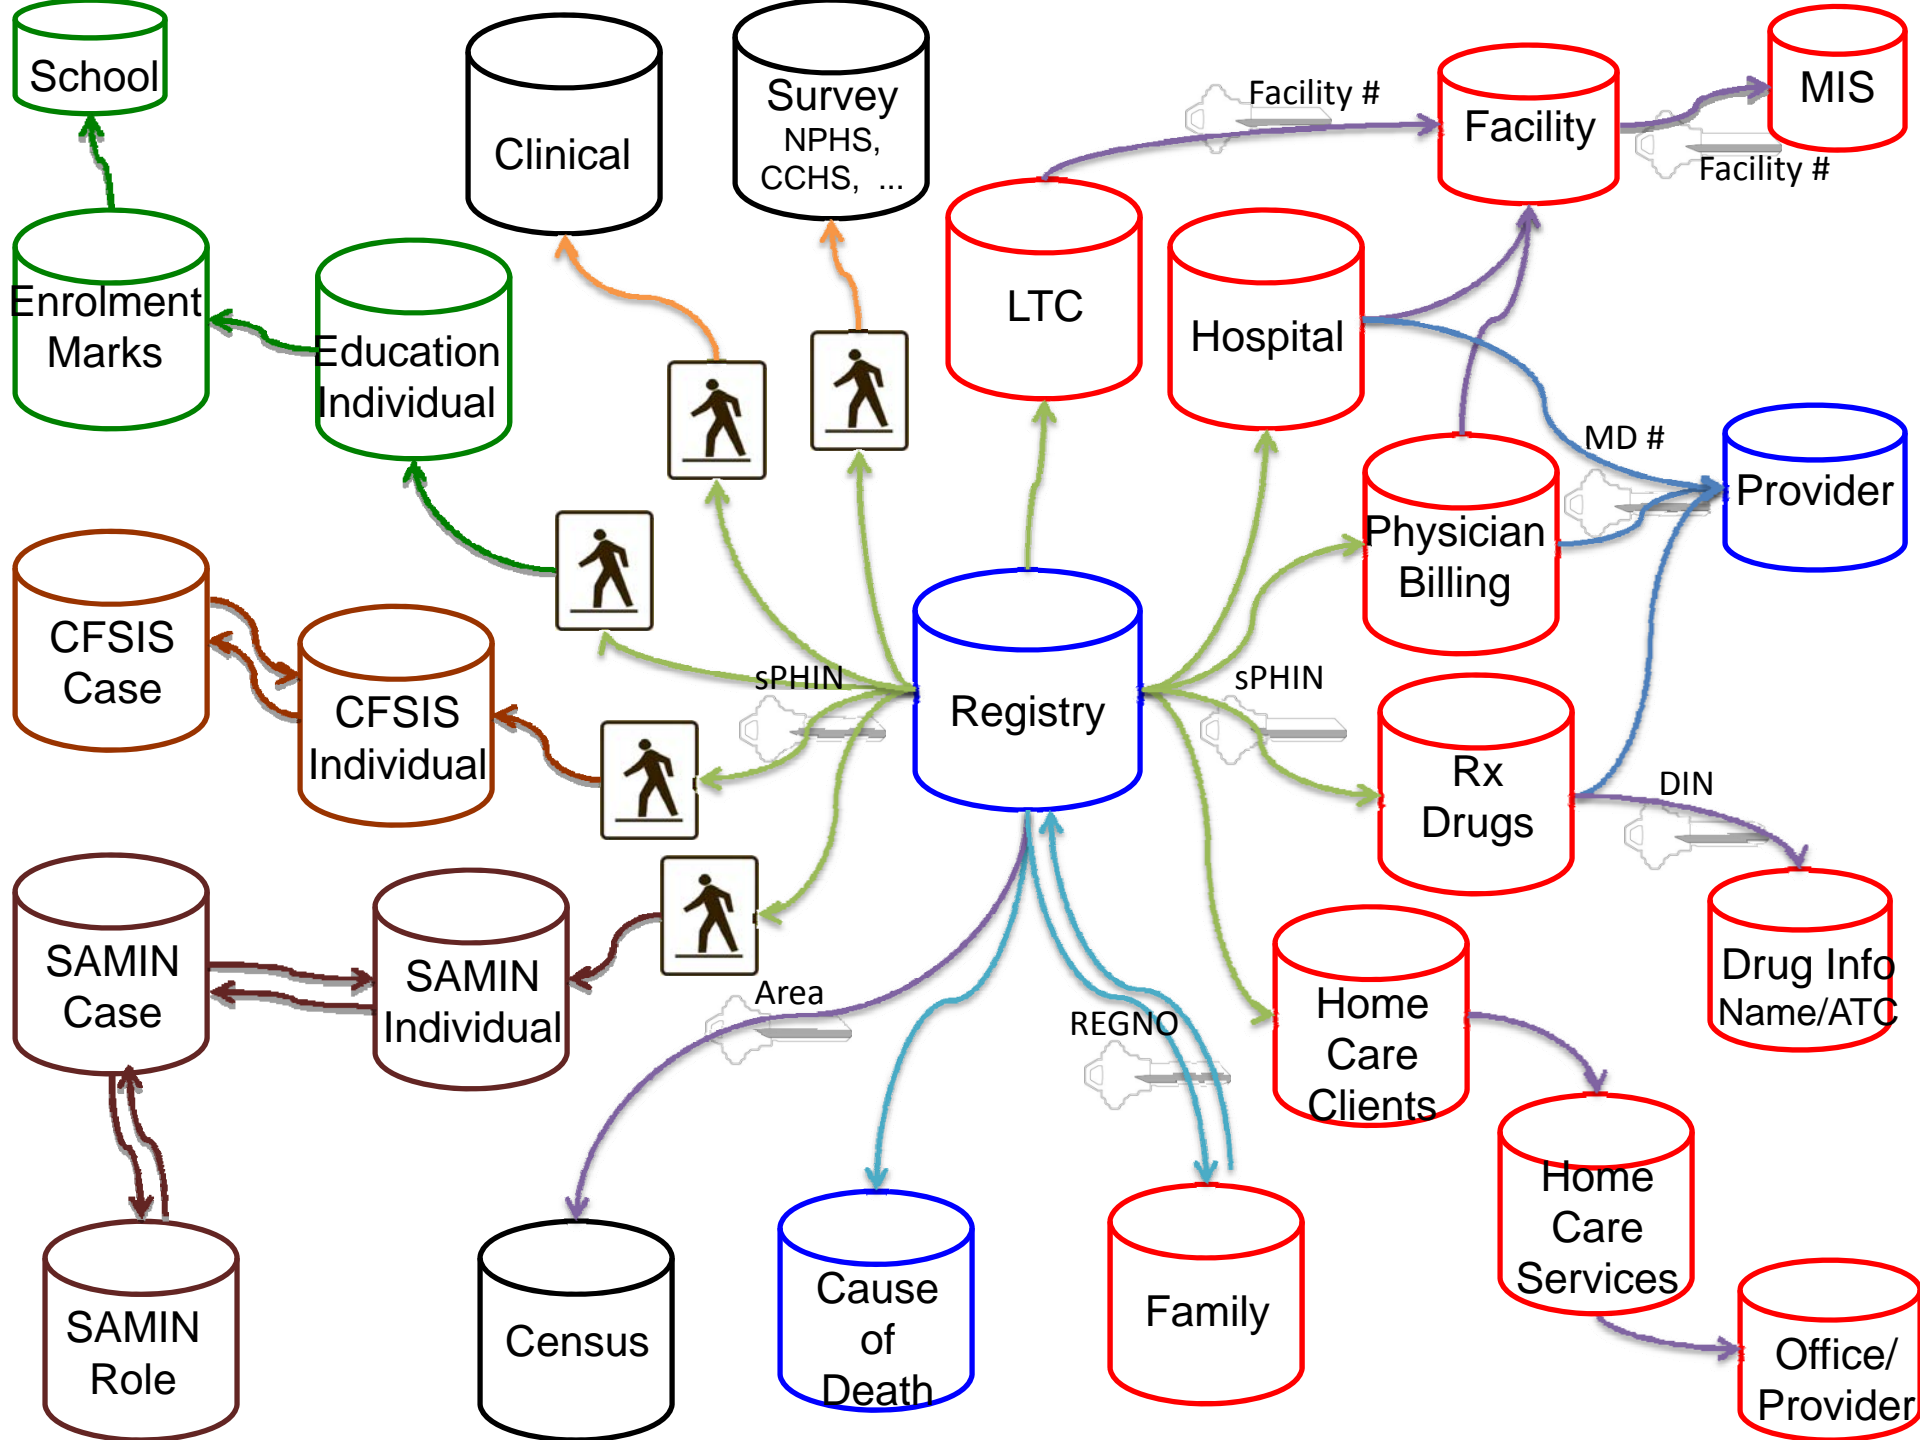 School
Clinical
Survey
NPHS,
CCHS, ...
Facility #
Facility
MIS
Facility #
Enrolment
Marks
Education
Individual
LTC
Hospital
MD #
Provider
Physician
Billing
CFSIS
Case
CFSIS
Individual
sPHIN
Registry
sPHIN
Rx
Drugs
DIN
Drug Info
Name/ATC
SAMIN
Case
SAMIN
Individual
Area
REGNO
Home
Care
Clients
Home
Care
Services
SAMIN
Role
Census
Cause
of
Death
Family
Office/
Provider